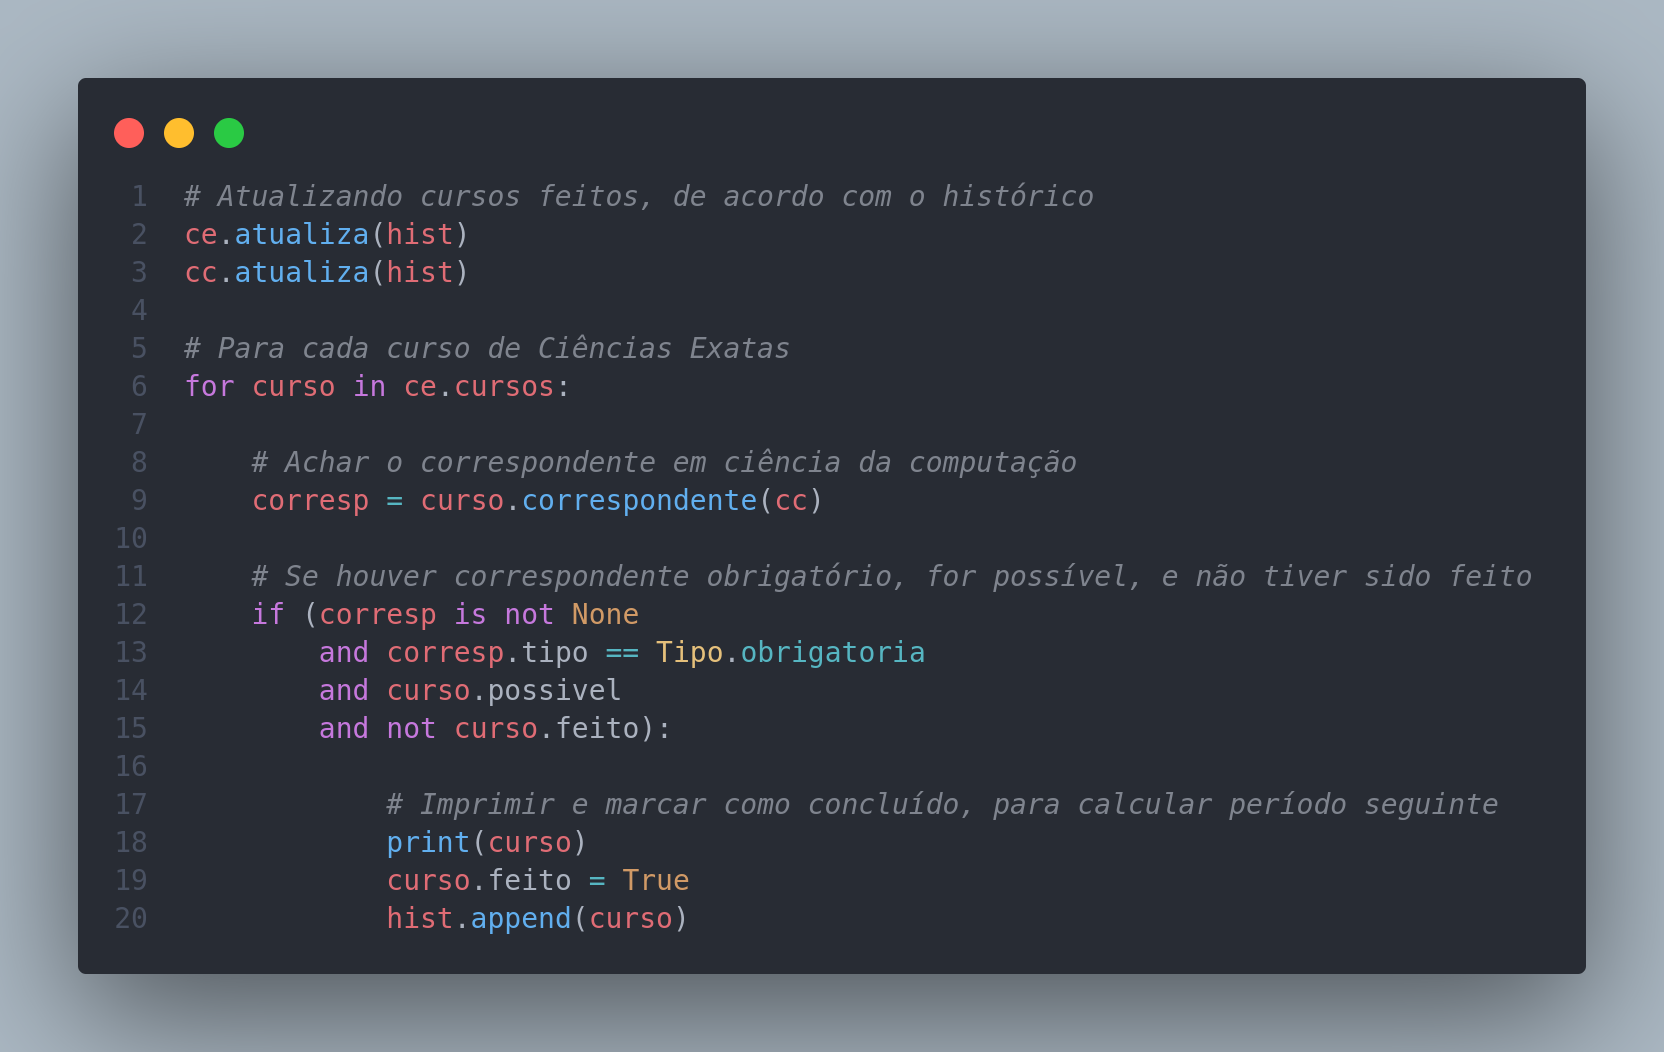 1 # Atualizando cursos feitos, de acordo com o histórico
2 ce.atualiza(hist)
3 cc.atualiza(hist)
4
5 # Para cada curso de Ciências Exatas
6 for curso in ce.cursos:
7
8     # Achar o correspondente em ciência da computação
9     corresp = curso.correspondente(cc)
10
11     # Se houver correspondente obrigatório, for possível, e não tiver sido feito
12     if (corresp is not None
13         and corresp.tipo == Tipo.obrigatoria
14         and curso.possivel
15         and not curso.feito):
16
17             # Imprimir e marcar como concluído, para calcular período seguinte
18             print(curso)
19             curso.feito = True
20             hist.append(curso)